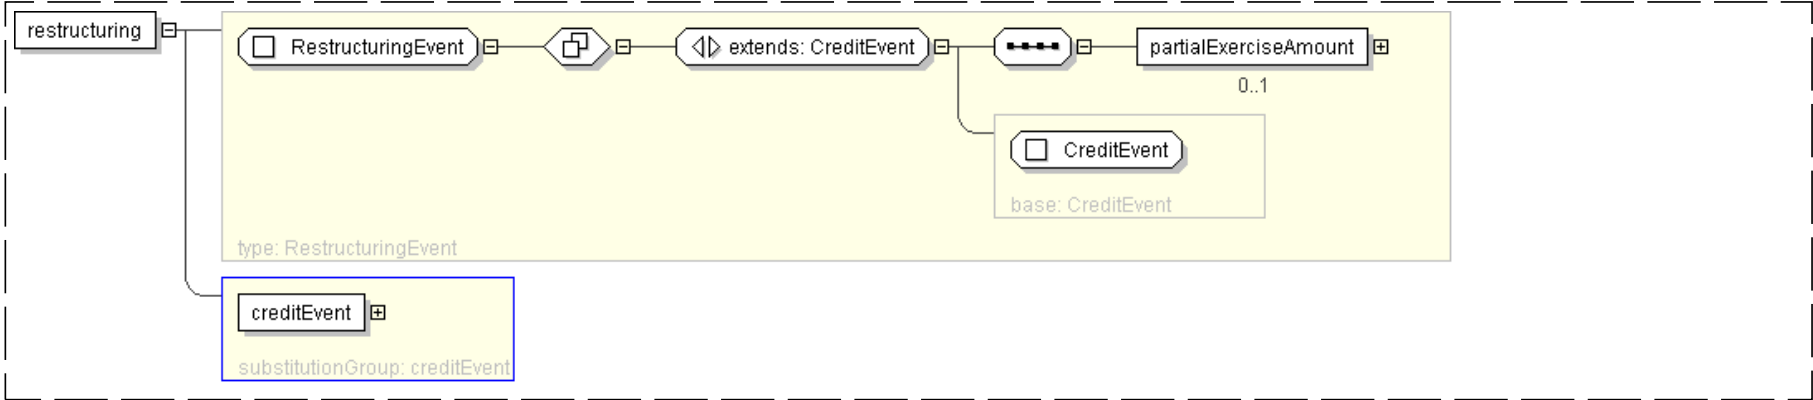 restructuring
RestructuringEvent
extends: CreditEvent
partialExerciseAmount
0..1
CreditEvent
base: CreditEvent
type: RestructuringEvent
creditEvent
substitutionGroup: creditEvent